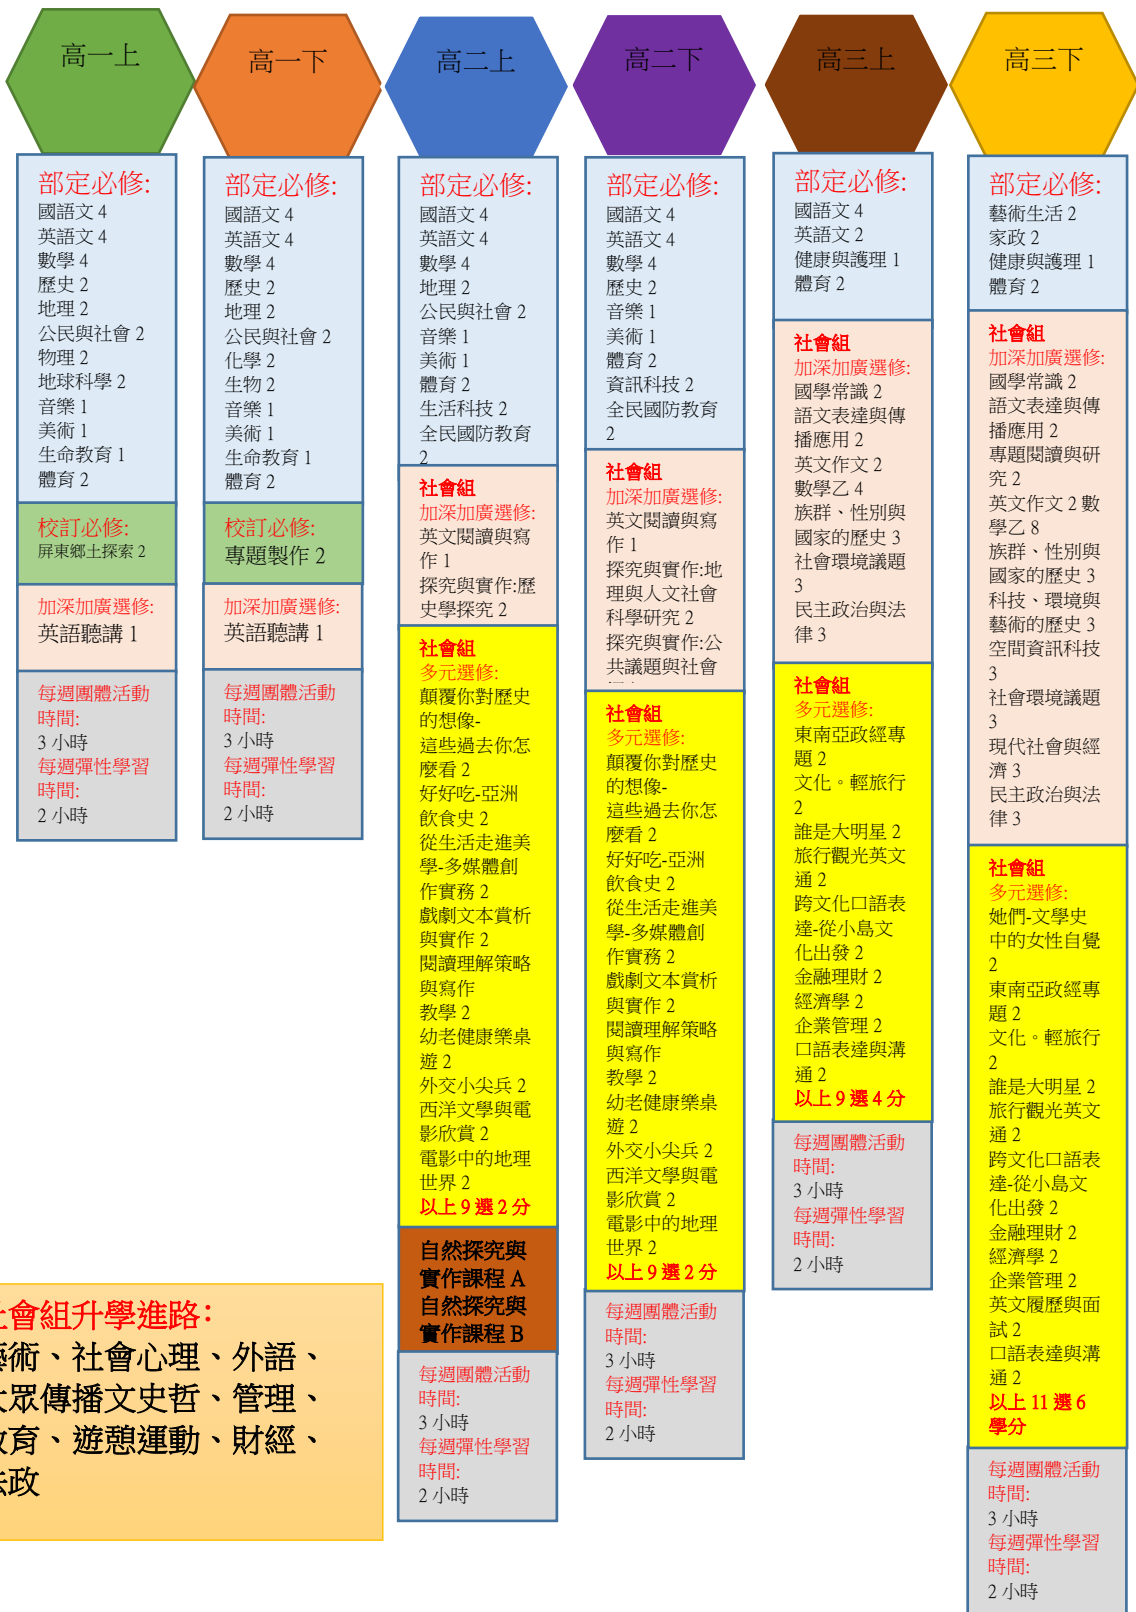 高一上
部定必修:
國語文 4
英語文 4
數學 4
歷史 2
地理 2
公民與社會 2
物理 2
地球科學 2
音樂 1
美術 1
生命教育 1
體育 2
校訂必修:
屏東鄉土探索 2
加深加廣選修:
英語聽講 1
每週團體活動
時間:
3 小時
每週彈性學習
時間:
2 小時
高一下
部定必修:
國語文 4
英語文 4
數學 4
歷史 2
地理 2
公民與社會 2
化學 2
生物 2
音樂 1
美術 1
生命教育 1
體育 2
校訂必修:
專題製作 2
加深加廣選修:
英語聽講 1
每週團體活動
時間:
3 小時
每週彈性學習
時間:
2 小時
高二上
部定必修:
國語文 4
英語文 4
數學 4
地理 2
公民與社會 2
音樂 1
美術 1
體育 2
生活科技 2
全民國防教育
2
社會組
加深加廣選修:
英文閱讀與寫
作 1
探究與實作:歷
史學探究 2
社會組
多元選修:
顛覆你對歷史
的想像-
這些過去你怎
麼看 2
好好吃-亞洲
飲食史 2
從生活走進美
學-多媒體創
作實務 2
戲劇文本賞析
與實作 2
閱讀理解策略
與寫作
教學 2
幼老健康樂桌
遊 2
外交小尖兵 2
西洋文學與電
影欣賞 2
電影中的地理
世界 2
以上 9 選 2 分
自然探究與
實作課程 A
自然探究與
實作課程 B
每週團體活動
時間:
3 小時
每週彈性學習
時間:
2 小時
高二下
部定必修:
國語文 4
英語文 4
數學 4
歷史 2
音樂 1
美術 1
體育 2
資訊科技 2
全民國防教育
2
社會組
加深加廣選修:
英文閱讀與寫
作 1
探究與實作:地
理與人文社會
科學研究 2
探究與實作:公
共議題與社會
社會組
多元選修:
顛覆你對歷史
的想像-
這些過去你怎
麼看 2
好好吃-亞洲
飲食史 2
從生活走進美
學-多媒體創
作實務 2
戲劇文本賞析
與實作 2
閱讀理解策略
與寫作
教學 2
幼老健康樂桌
遊 2
外交小尖兵 2
西洋文學與電
影欣賞 2
電影中的地理
世界 2
以上 9 選 2 分
每週團體活動
時間:
3 小時
每週彈性學習
時間:
2 小時
高三上
部定必修:
國語文 4
英語文 2
健康與護理 1
體育 2
社會組
加深加廣選修:
國學常識 2
語文表達與傳
播應用 2
英文作文 2
數學乙 4
族群、性別與
國家的歷史 3
社會環境議題
3
民主政治與法
律 3
社會組
多元選修:
東南亞政經專
題 2
文化。輕旅行
2
誰是大明星 2
旅行觀光英文
通 2
跨文化口語表
達-從小島文
化出發 2
金融理財 2
經濟學 2
企業管理 2
口語表達與溝
通 2
以上 9 選 4 分
每週團體活動
時間:
3 小時
每週彈性學習
時間:
2 小時
高三下
部定必修:
藝術生活 2
家政 2
健康與護理 1
體育 2
社會組
加深加廣選修:
國學常識 2
語文表達與傳
播應用 2
專題閱讀與研
究 2
英文作文 2 數
學乙 8
族群、性別與
國家的歷史 3
科技、環境與
藝術的歷史 3
空間資訊科技
3
社會環境議題
3
現代社會與經
濟 3
民主政治與法
律 3
社會組
多元選修:
她們-文學史
中的女性自覺
2
東南亞政經專
題 2
文化。輕旅行
2
誰是大明星 2
旅行觀光英文
通 2
跨文化口語表
達-從小島文
化出發 2
金融理財 2
經濟學 2
企業管理 2
英文履歷與面
試 2
口語表達與溝
通 2
以上 11 選 6
學分
每週團體活動
時間:
3 小時
每週彈性學習
時間:
2 小時
社會組升學進路:
藝術、社會心理、外語、
大眾傳播文史哲、管理、
教育、遊憩運動、財經、
法政